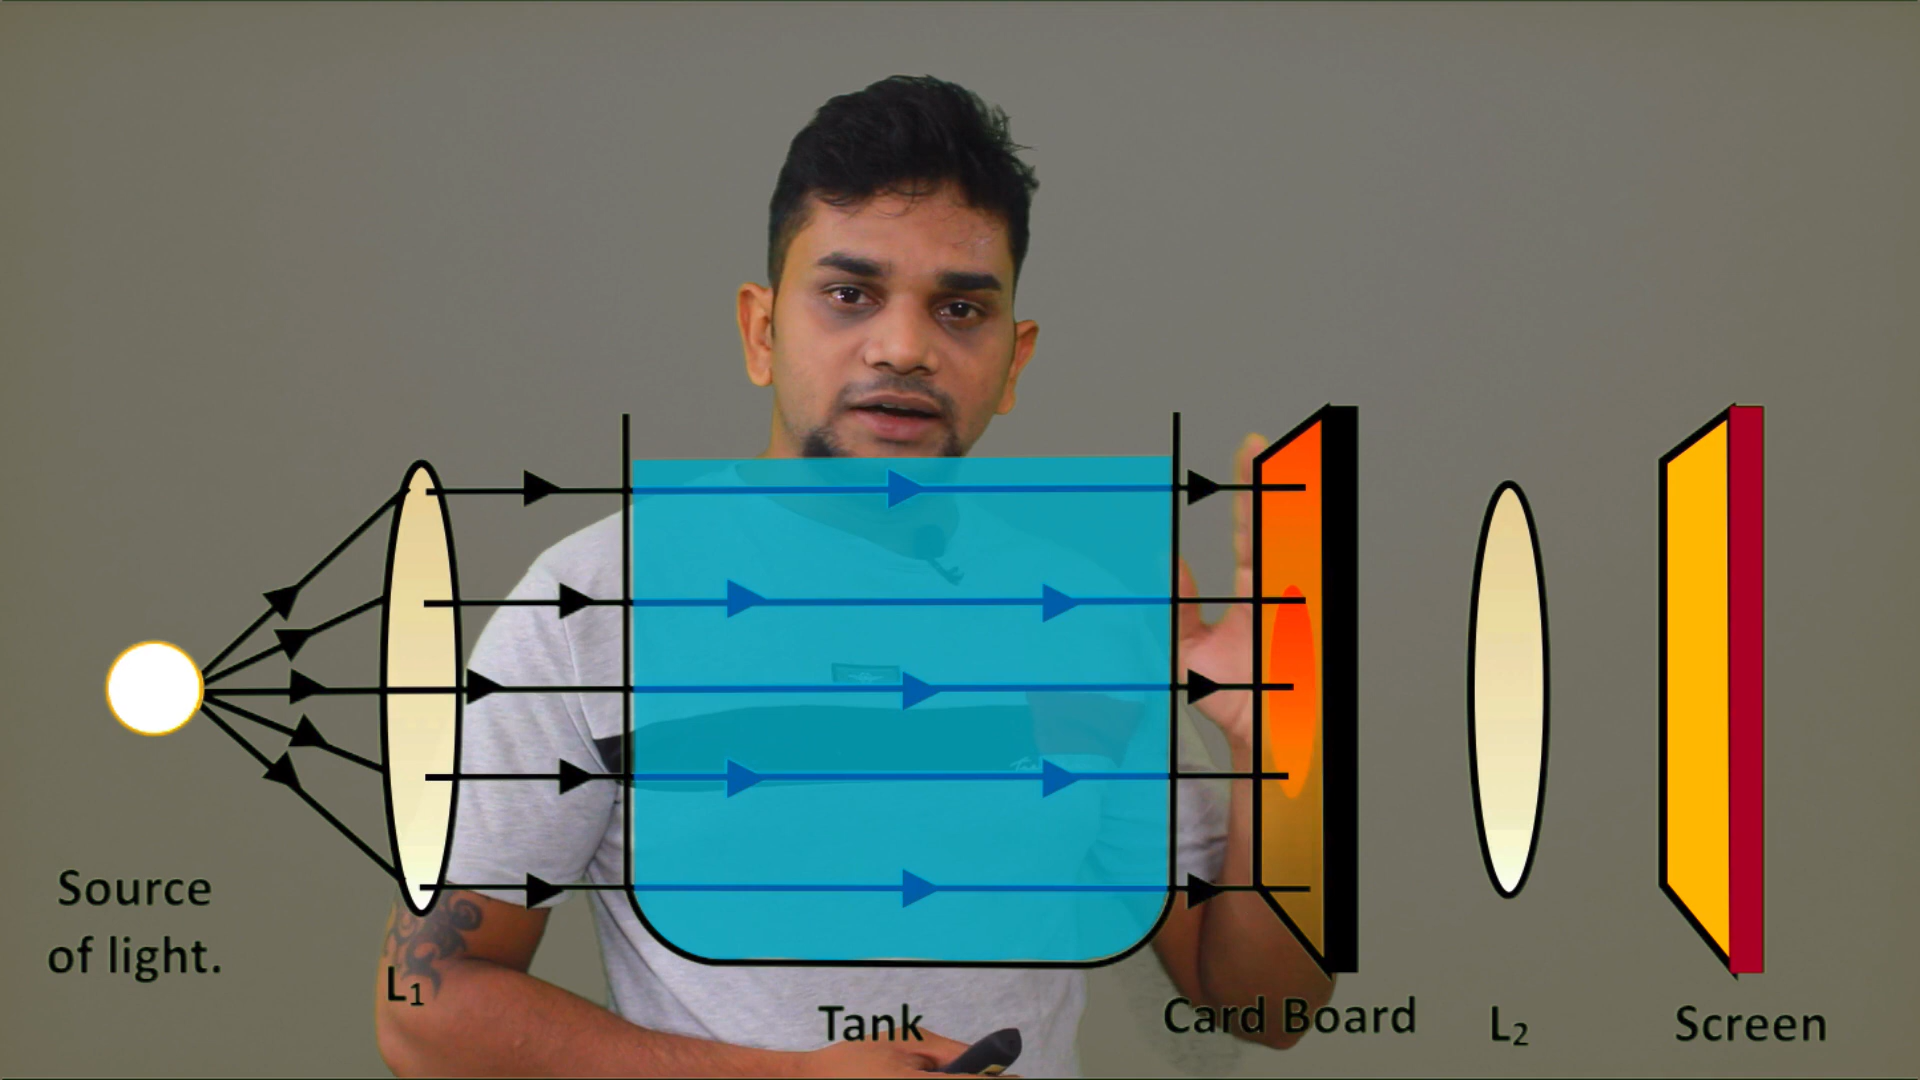 Source
of light.
L₁
Tank
Card Board
L₂
Screen